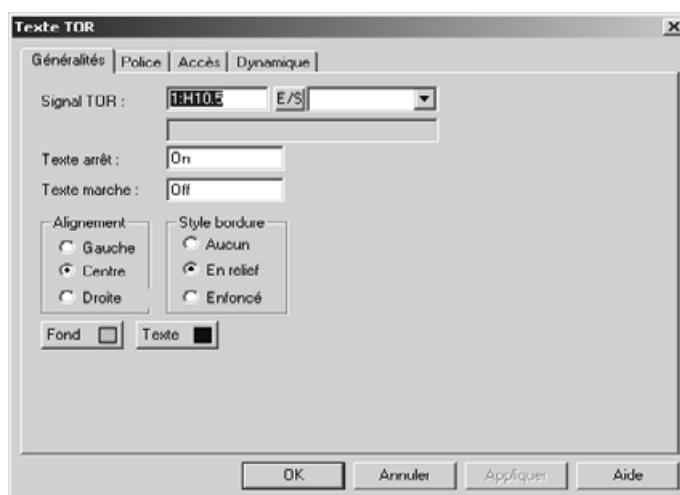 Texte TOR
Généralités Police Accès Dynamique
Signal TOR : 1:H10.5 E/S
Texte arrêt : On
Texte marche : Off
Alignement Style bordure
Gauche Aucun
Centre En relief
Droite Enfoncé
Fond Texte
OK Annuler Appliquer Aide